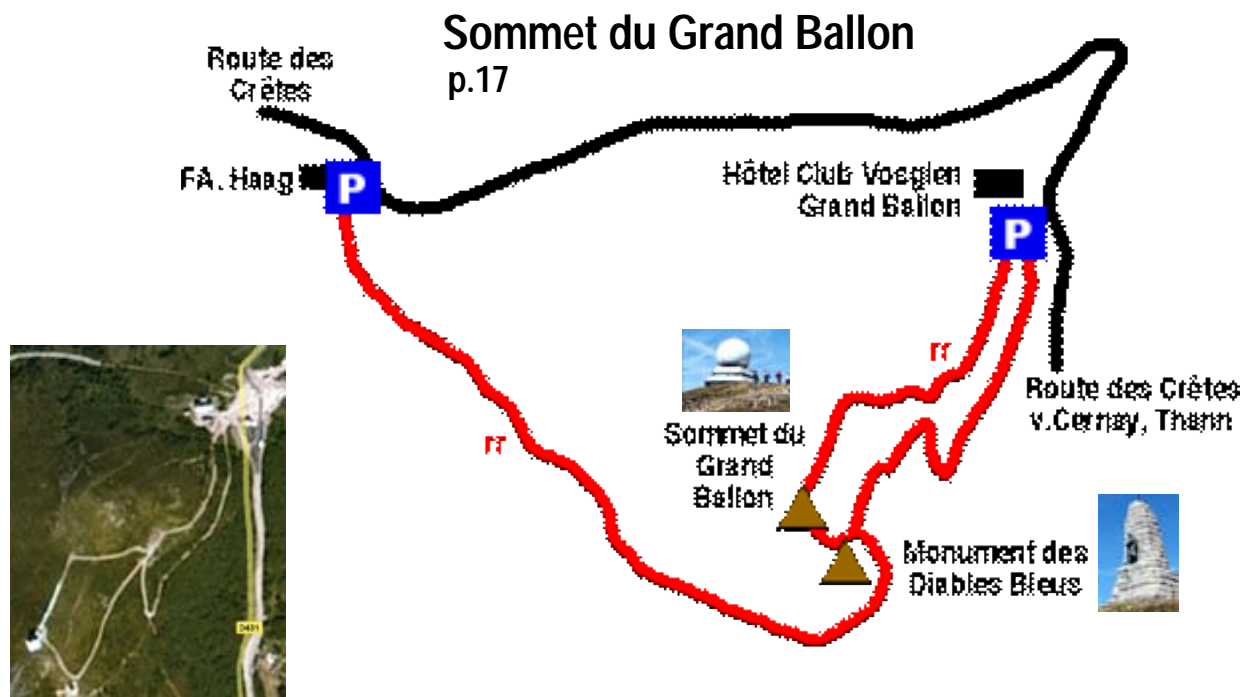 Sommet du Grand Ballon
p.17
Route des
Crêtes
FA. Haag
P
Hôtel Club Vosgien
Grand Ballon
P
rr
rr
Route des Crêtes
v.Cernay, Thann
Sommet du
Grand
Ballon
Monument des
Diables Bleus
D431